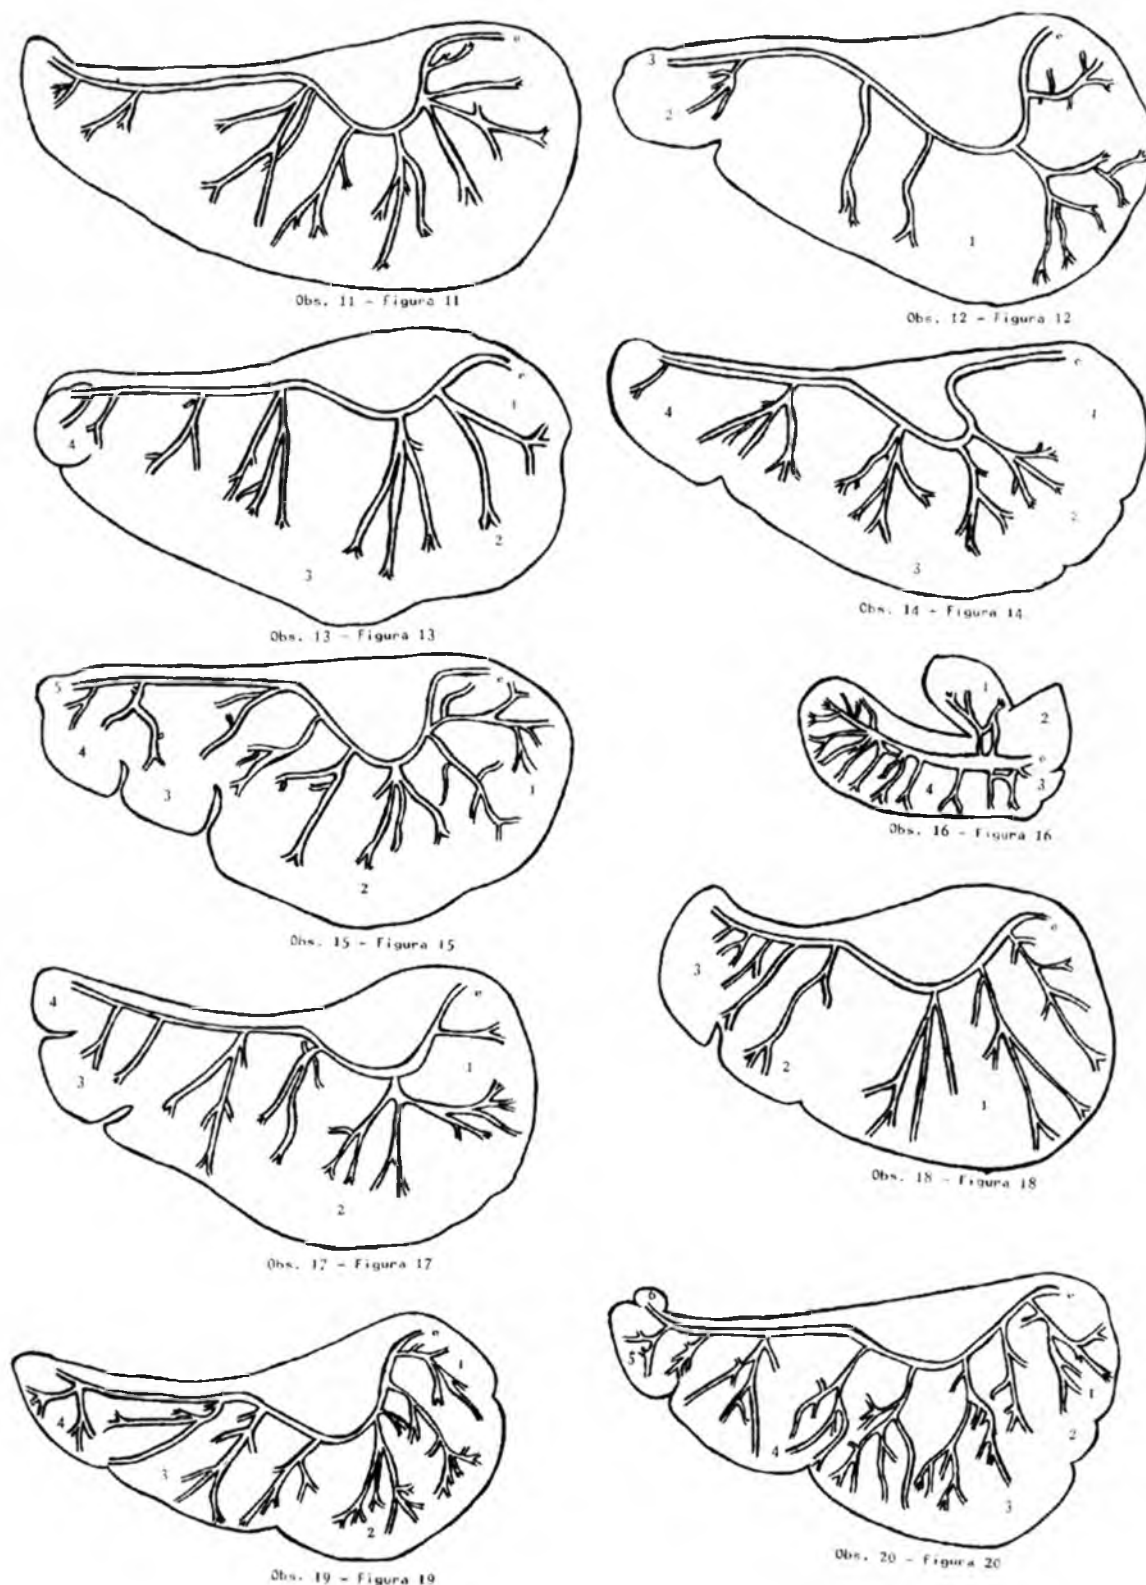 e
Obs. 11 - Figura 11
e
3
2
1
Obs. 12 - Figura 12
e
1
4
2
3
Obs. 13 - Figura 13
e
4
1
2
3
Obs. 14 - Figura 14
5
e
4
3
1
2
Obs. 15 - Figura 15
1
2
e
4
3
Obs. 16 - Figura 16
4
e
3
1
2
Obs. 17 - Figura 17
e
3
2
1
Obs. 18 - Figura 18
e
1
4
3
2
Obs. 19 - Figura 19
6
e
5
1
2
4
3
Obs. 20 - Figura 20